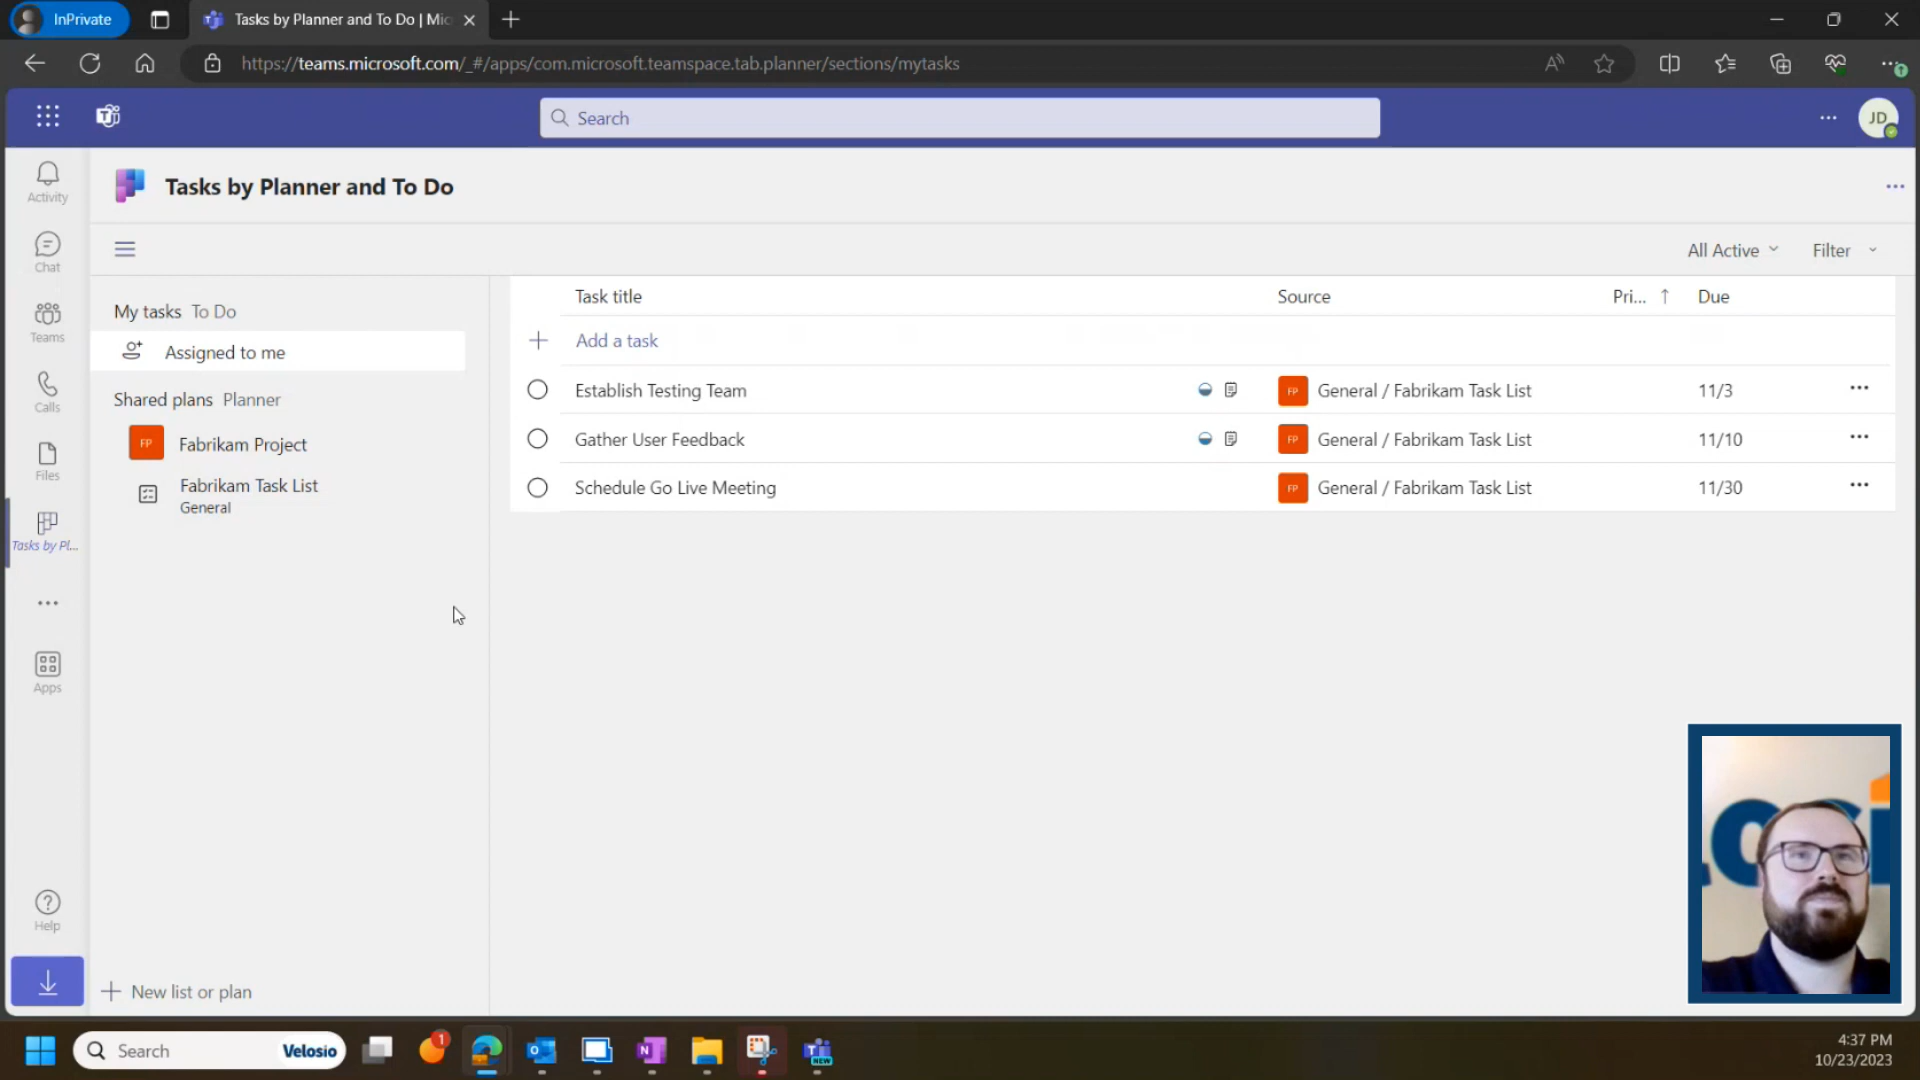 InPrivate
Tasks by Planner and To Do | Mic
https://teams.microsoft.com/_#/apps/com.microsoft.teamspace.tab.planner/sections/mytasks
Search
JD
Tasks by Planner and To Do
Activity
Chat
Teams
Calls
Files
Tasks by Pl...
Apps
Help
All Active
Filter
My tasks To Do
Assigned to me
Shared plans Planner
FP Fabrikam Project
Fabrikam Task List
General
New list or plan
Task title Source Pri... Due
Add a task
Establish Testing Team FP General / Fabrikam Task List 11/3
Gather User Feedback FP General / Fabrikam Task List 11/10
Schedule Go Live Meeting FP General / Fabrikam Task List 11/30
Search Velosio
1
N
NEW
4:37 PM
10/23/2023